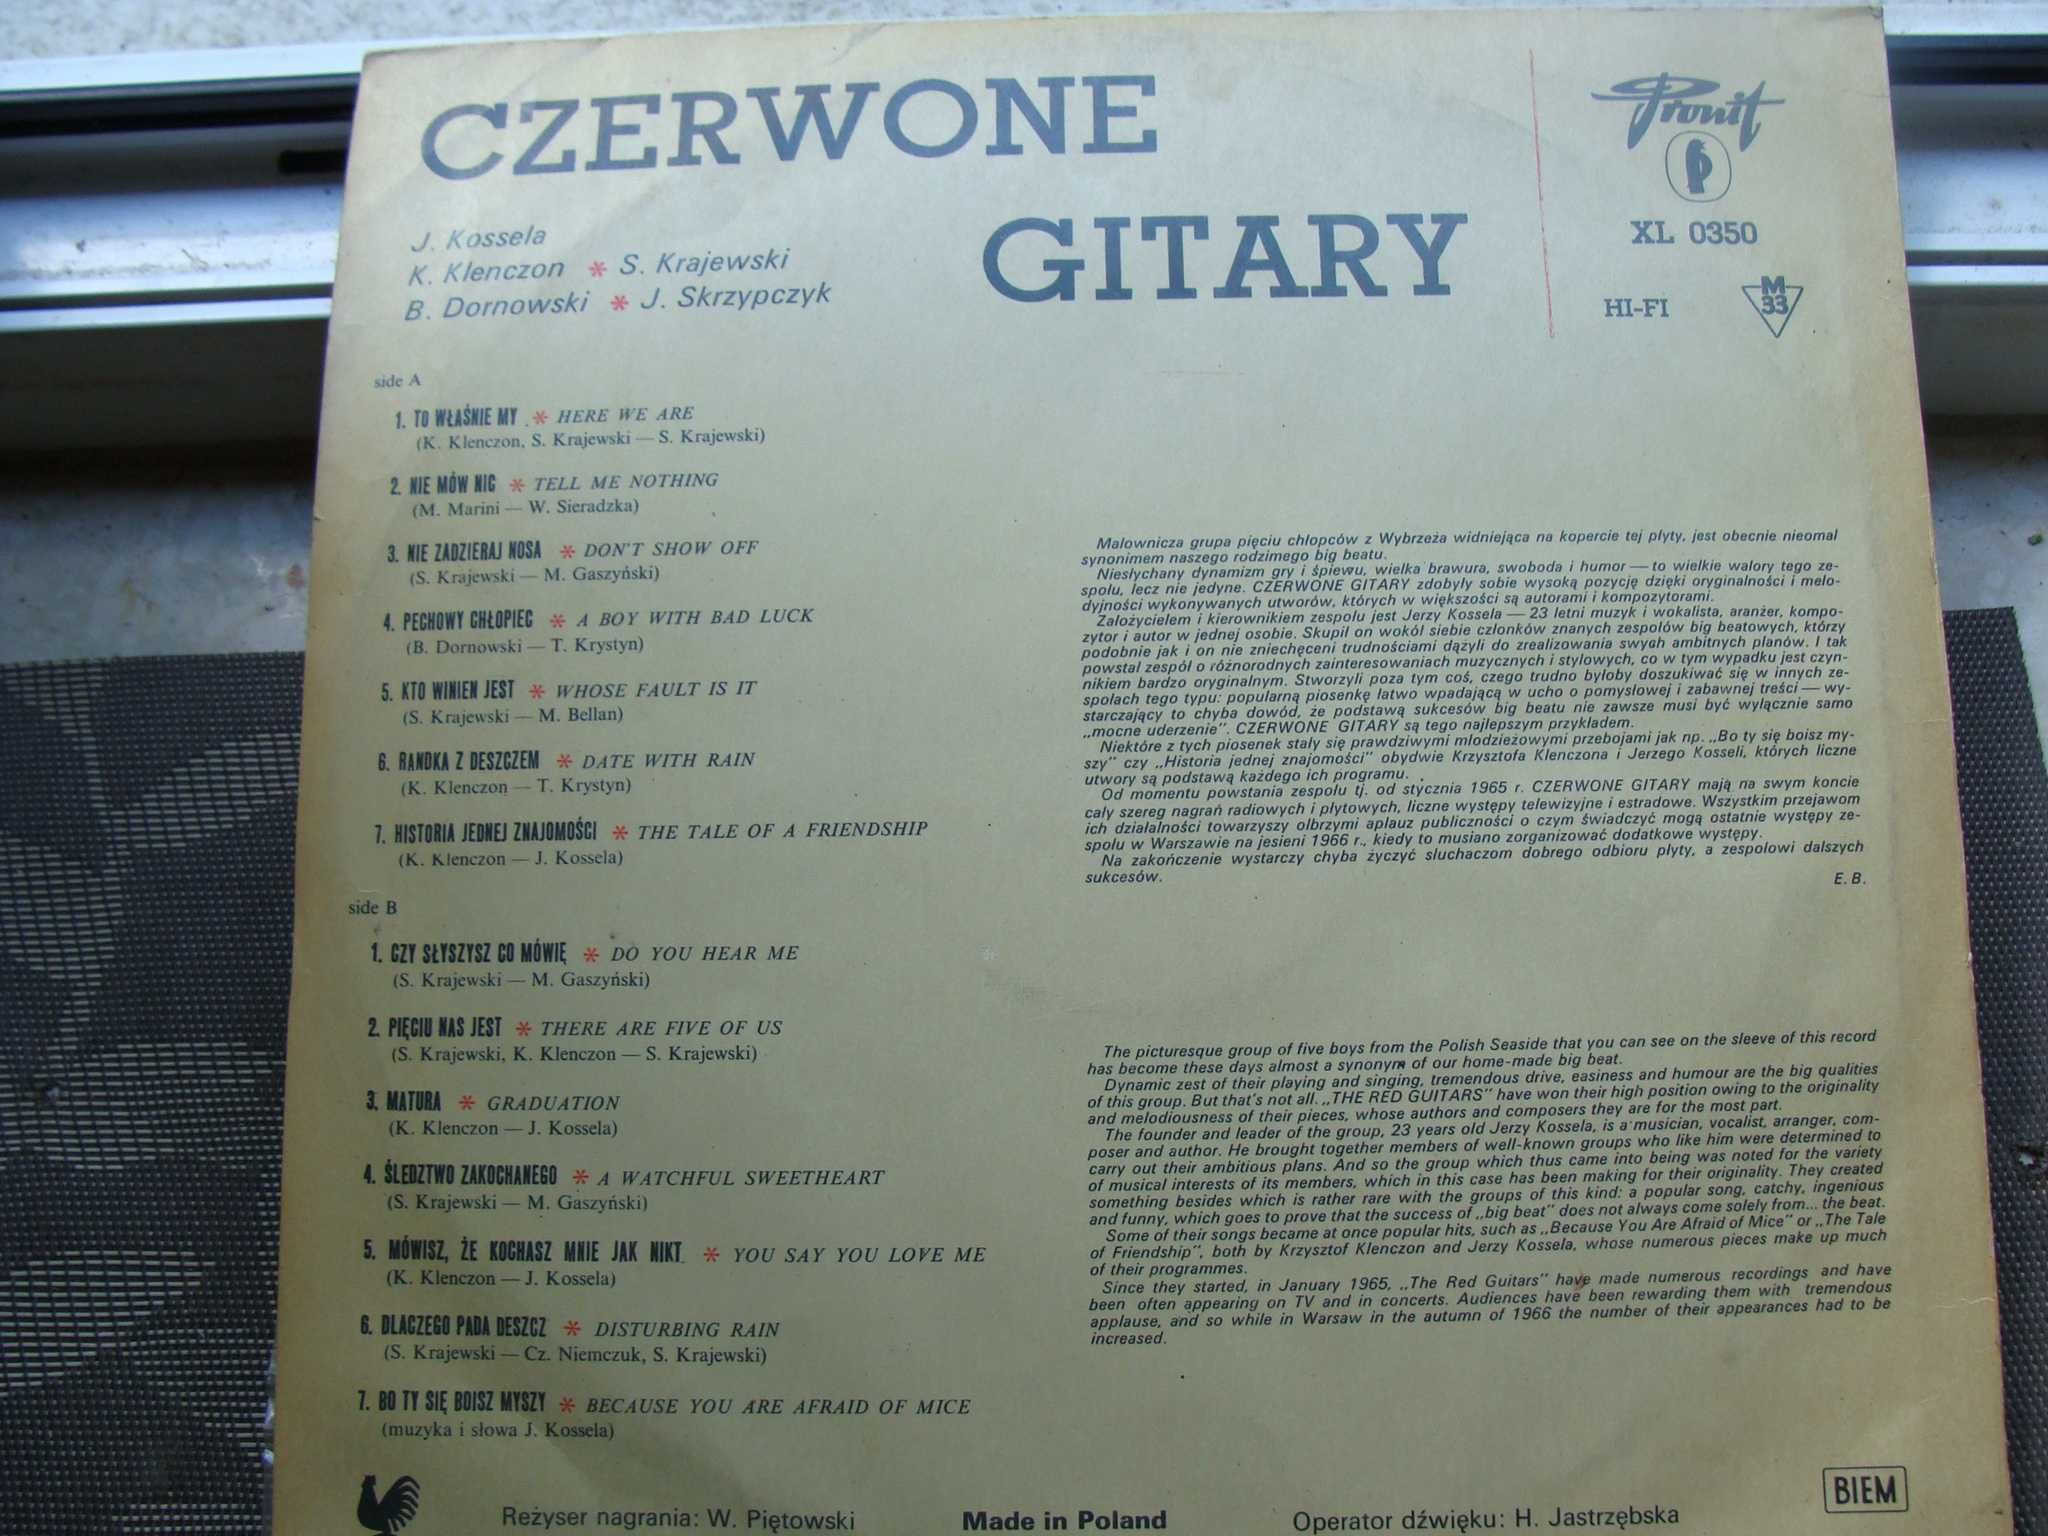 CZERWONE
GITARY
J. Kossela
K. Klenczon * S. Krajewski
B. Dornowski * J. Skrzypczyk
Pronit
XL 0350
HI-FI
M
33
side A
1. TO WŁAŚNIE MY * HERE WE ARE
(K. Klenczon, S. Krajewski — S. Krajewski)
2. NIE MÓW NIC * TELL ME NOTHING
(M. Marini — W. Sieradzka)
3. NIE ZADZIERAJ NOSA * DON'T SHOW OFF
(S. Krajewski — M. Gaszyński)
4. PECHOWY CHŁOPIEC * A BOY WITH BAD LUCK
(B. Dornowski — T. Krystyn)
5. KTO WINIEN JEST * WHOSE FAULT IS IT
(S. Krajewski — M. Bellan)
6. RANDKA Z DESZCZEM * DATE WITH RAIN
(K. Klenczon — T. Krystyn)
7. HISTORIA JEDNEJ ZNAJOMOŚCI * THE TALE OF A FRIENDSHIP
(K. Klenczon — J. Kossela)
side B
1. CZY SŁYSZYSZ CO MÓWIĘ * DO YOU HEAR ME
(S. Krajewski — M. Gaszyński)
2. PIĘCIU NAS JEST * THERE ARE FIVE OF US
(S. Krajewski, K. Klenczon — S. Krajewski)
3. MATURA * GRADUATION
(K. Klenczon — J. Kossela)
4. ŚLEDZTWO ZAKOCHANEGO * A WATCHFUL SWEETHEART
(S. Krajewski — M. Gaszyński)
5. MÓWISZ, ŻE KOCHASZ MNIE JAK NIKT * YOU SAY YOU LOVE ME
(K. Klenczon — J. Kossela)
6. DLACZEGO PADA DESZCZ * DISTURBING RAIN
(S. Krajewski — Cz. Niemczuk, S. Krajewski)
7. BO TY SIĘ BOISZ MYSZY * BECAUSE YOU ARE AFRAID OF MICE
(muzyka i słowa J. Kossela)
Malownicza grupa pięciu chłopców z Wybrzeża widniejąca na kopercie tej płyty, jest obecnie nieomal
synonimem naszego rodzimego big beatu.
Niesłychany dynamizm gry i śpiewu, wielka brawura, swoboda i humor — to wielkie walory tego ze-
społu, lecz nie jedyne. CZERWONE GITARY zdobyły sobie wysoką pozycję dzięki oryginalności i melo-
dyjności wykonywanych utworów, których w większości są autorami i kompozytorami.
Założycielem i kierownikiem zespołu jest Jerzy Kossela — 23 letni muzyk i wokalista, aranżer, kompo-
zytor i autor w jednej osobie. Skupił on wokół siebie członków znanych zespołów big beatowych, którzy
podobnie jak i on nie zniechęceni trudnościami dążyli do zrealizowania swych ambitnych planów. I tak
powstał zespół o różnorodnych zainteresowaniach muzycznych i stylowych, co w tym wypadku jest czyn-
nikiem bardzo oryginalnym. Stworzyli poza tym coś, czego trudno byłoby doszukiwać się w innych ze-
społach tego typu: popularną piosenkę łatwo wpadającą w ucho o pomysłowej i zabawnej treści — wy-
starczający to chyba dowód, że podstawą sukcesów big beatu nie zawsze musi być wyłącznie samo
„mocne uderzenie". CZERWONE GITARY są tego najlepszym przykładem.
Niektóre z tych piosenek stały się prawdziwymi młodzieżowymi przebojami jak np. „Bo ty się boisz my-
szy" czy „Historia jednej znajomości" obydwie Krzysztofa Klenczona i Jerzego Kosseli, których liczne
utwory są podstawą każdego ich programu.
Od momentu powstania zespołu tj. od stycznia 1965 r. CZERWONE GITARY mają na swym koncie
cały szereg nagrań radiowych i płytowych, liczne występy telewizyjne i estradowe. Wszystkim przejawom
ich działalności towarzyszy olbrzymi aplauz publiczności o czym świadczyć mogą ostatnie występy ze-
społu w Warszawie na jesieni 1966 r., kiedy to musiano zorganizować dodatkowe występy.
Na zakończenie wystarczy chyba życzyć słuchaczom dobrego odbioru płyty, a zespołowi dalszych
sukcesów.
E. B.
The picturesque group of five boys from the Polish Seaside that you can see on the sleeve of this record
has become these days almost a synonym of our home-made big beat.
Dynamic zest of their playing and singing, tremendous drive, easiness and humour are the big qualities
of this group. But that's not all. „THE RED GUITARS" have won their high position owing to the originality
and melodiousness of their pieces, whose authors and composers they are for the most part.
The founder and leader of the group, 23 years old Jerzy Kossela, is a musician, vocalist, arranger, com-
poser and author. He brought together members of well-known groups who like him were determined to
carry out their ambitious plans. And so the group which thus came into being was noted for the variety
of musical interests of its members, which in this case has been making for their originality. They created
something besides which is rather rare with the groups of this kind: a popular song, catchy, ingenious
and funny, which goes to prove that the success of „big beat" does not always come solely from... the beat.
Some of their songs became at once popular hits, such as „Because You Are Afraid of Mice" or „The Tale
of Friendship", both by Krzysztof Klenczon and Jerzy Kossela, whose numerous pieces make up much
of their programmes.
Since they started, in January 1965, „The Red Guitars" have made numerous recordings and have
been often appearing on TV and in concerts. Audiences have been rewarding them with tremendous
applause, and so while in Warsaw in the autumn of 1966 the number of their appearances had to be
increased.
Reżyser nagrania: W. Piętowski
Made in Poland
Operator dźwięku: H. Jastrzębska
BIEM